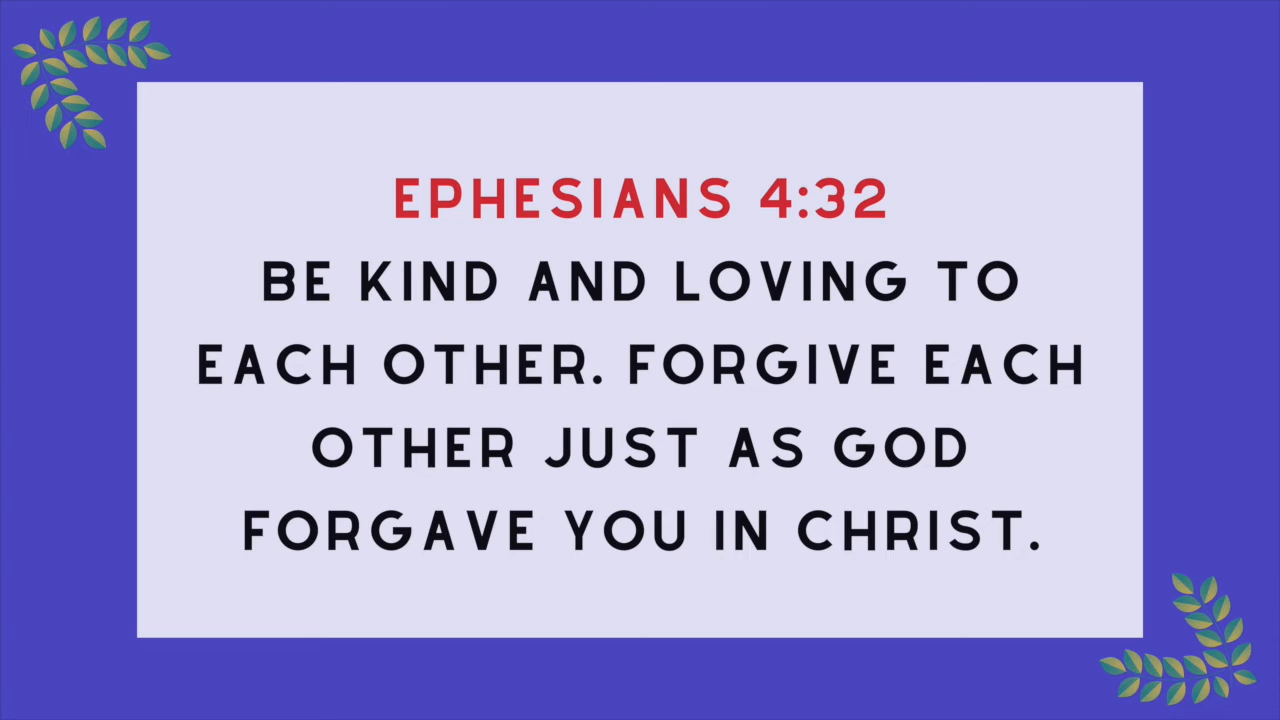 EPHESIANS 4:32
BE KIND AND LOVING TO
EACH OTHER. FORGIVE EACH
OTHER JUST AS GOD
FORGAVE YOU IN CHRIST.